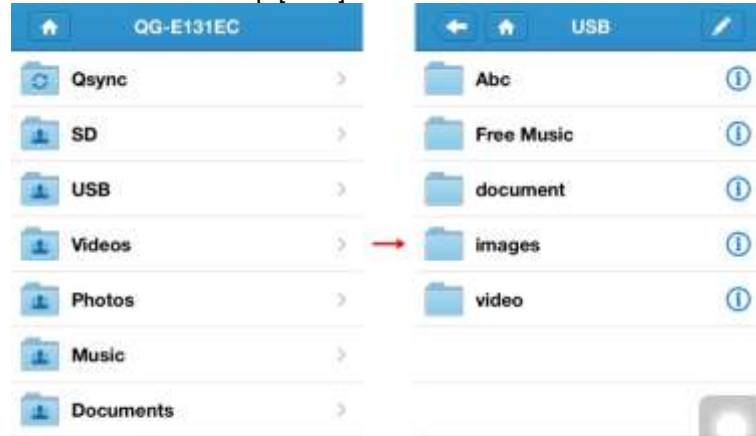 QG-E131EC
Qsync
SD
USB
Videos
Photos
Music
Documents
USB
Abc
Free Music
document
images
video